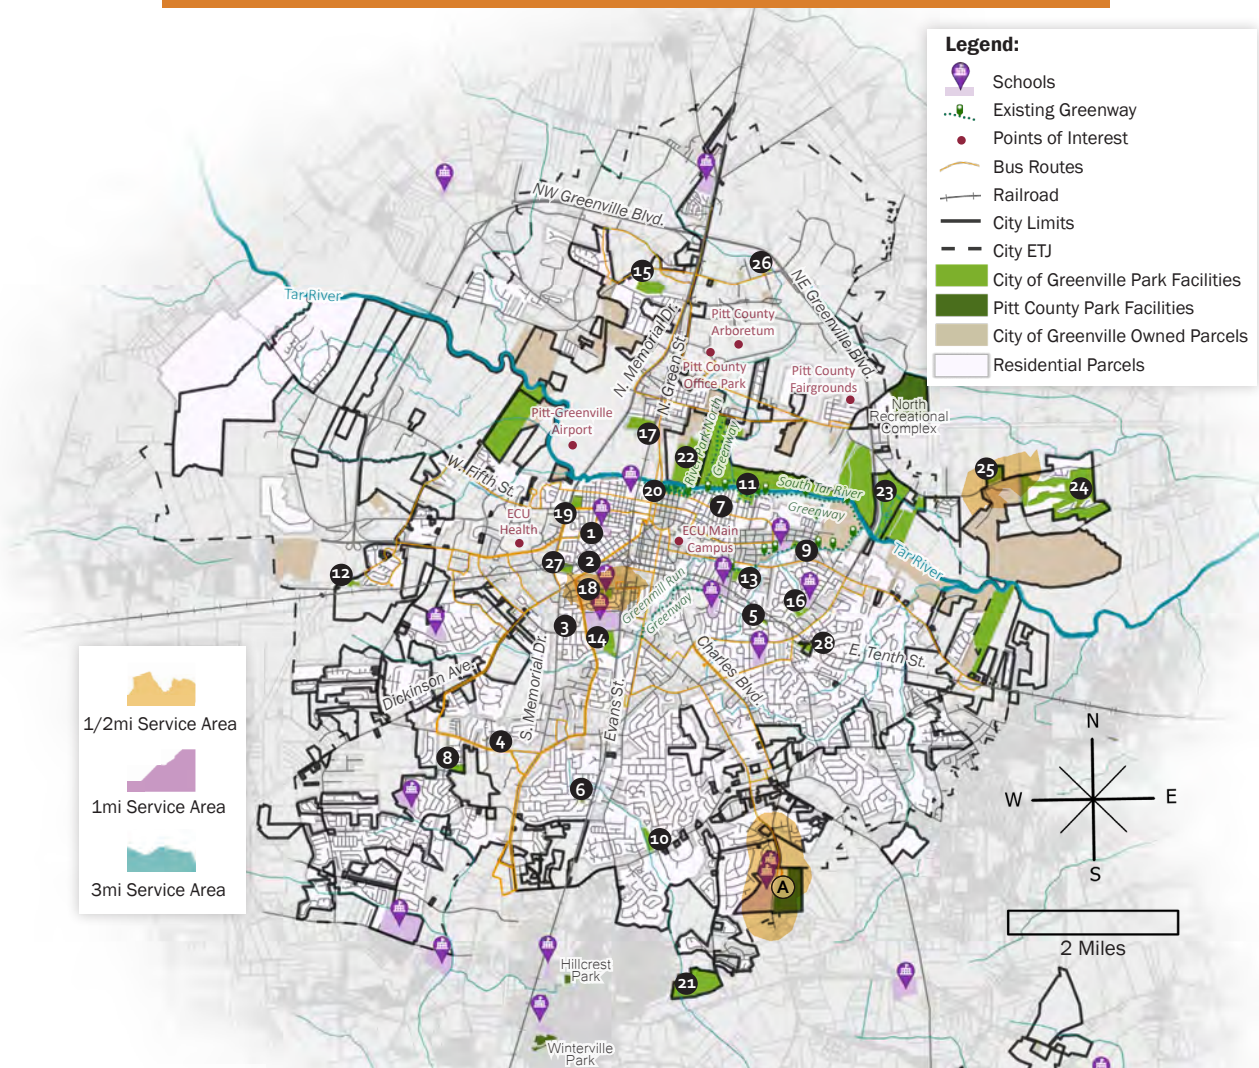 Legend:
Schools
Existing Greenway
Points of Interest
Bus Routes
Railroad
City Limits
City ETJ
City of Greenville Park Facilities
Pitt County Park Facilities
City of Greenville Owned Parcels
Residential Parcels
NW Greenville Blvd.
26
15
NE Greenville Blvd.
Tar River
Pitt County
Arboretum
N. Memorial Dr.
N. Green St.
Pitt County
Office Park
Pitt County
Fairgrounds
North
Recreational
Complex
Pitt-Greenville
Airport
17
22
River Park North
Greenway
W. Fifth St.
25
24
20
11
South Tar River
Greenway
23
7
19
ECU
Health
1
ECU Main
Campus
9
Tar River
27
2
12
18
13
Greenmill Run
Greenway
16
5
3
14
28
E. Tenth St.
Charles Blvd.
Dickinson Ave.
S. Memorial Dr.
Evans St.
4
8
6
10
A
21
Hillcrest
Park
Winterville
Park
1/2mi Service Area
1mi Service Area
3mi Service Area
N
W
E
S
2 Miles